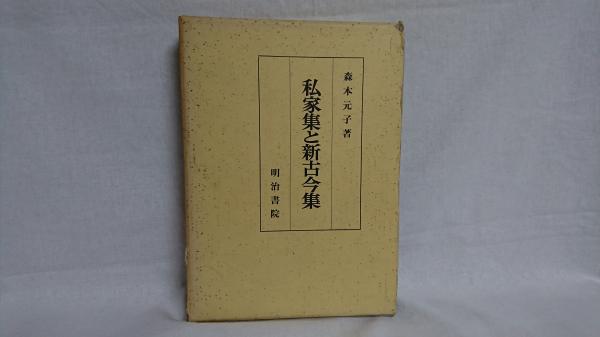 森本元子著
私家集と新古今集
明治書院